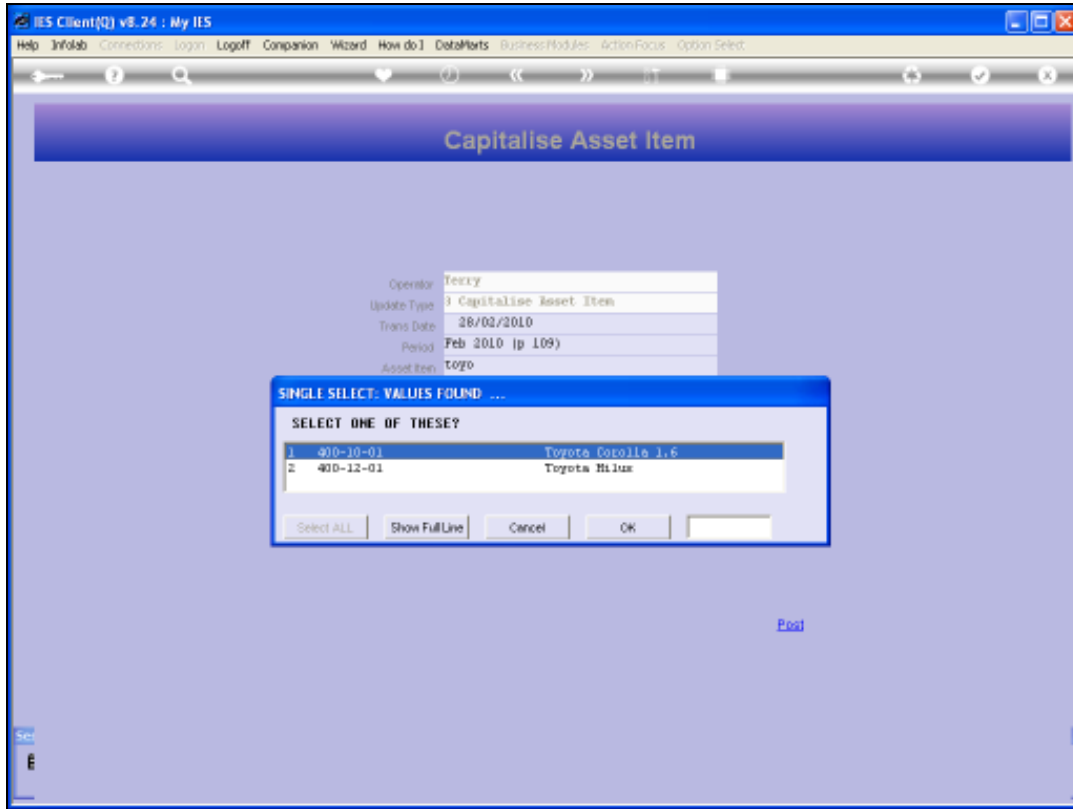 IES Client(Q) v8.24 : My IES
Help Infolab Connections Logon Logoff Companion Wizard How do I DataMarts Business Modules Action Focus Option Select
Capitalise Asset Item
Operator Terry
Update Type 3 Capitalise Asset Item
Trans Date 28/02/2010
Period Feb 2010 (p 109)
Asset Item toyo
SINGLE SELECT: VALUES FOUND ...
SELECT ONE OF THESE?
1 400-10-01 Toyota Corolla 1.6
2 400-12-01 Toyota Hilux
Select ALL Show Full Line Cancel OK
Post
Ses